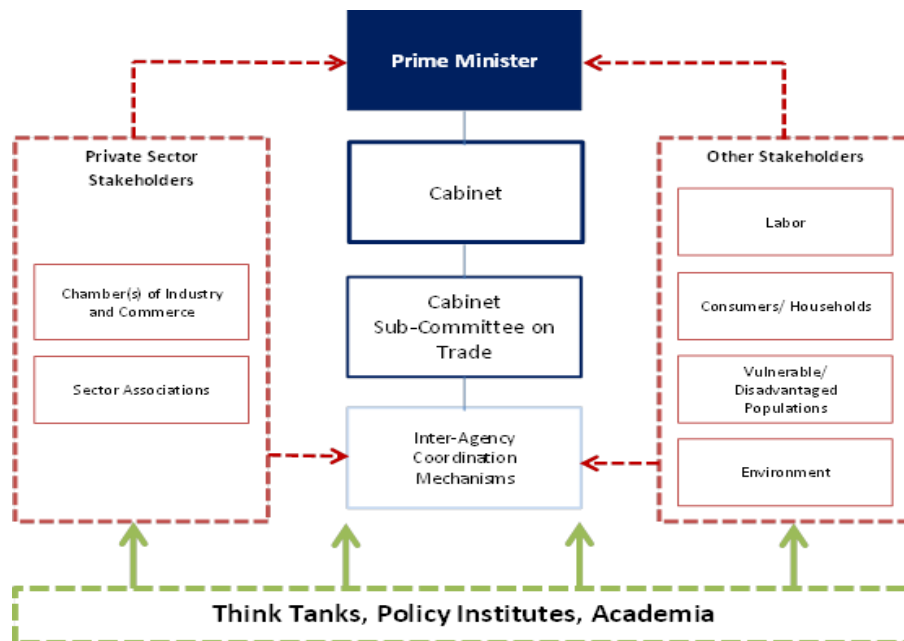 Prime Minister
Private Sector
Stakeholders
Chamber(s) of Industry
and Commerce
Sector Associations
Cabinet
Cabinet
Sub-Committee on
Trade
Inter-Agency
Coordination
Mechanisms
Other Stakeholders
Labor
Consumers/ Households
Vulnerable/
Disadvantaged
Populations
Environment
Think Tanks, Policy Institutes, Academia